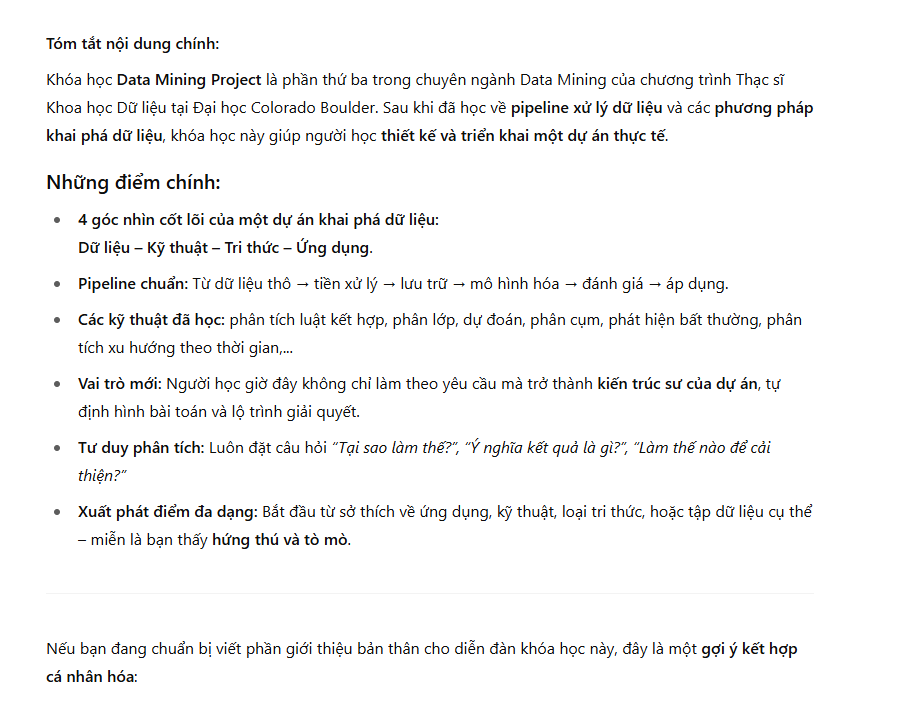 Tóm tắt nội dung chính:
Khóa học Data Mining Project là phần thứ ba trong chuyên ngành Data Mining của chương trình Thạc sĩ
Khoa học Dữ liệu tại Đại học Colorado Boulder. Sau khi đã học về pipeline xử lý dữ liệu và các phương pháp
khai phá dữ liệu, khóa học này giúp người học thiết kế và triển khai một dự án thực tế.
Những điểm chính:
• 4 góc nhìn cốt lõi của một dự án khai phá dữ liệu:
Dữ liệu – Kỹ thuật – Tri thức – Ứng dụng.
• Pipeline chuẩn: Từ dữ liệu thô → tiền xử lý → lưu trữ → mô hình hóa → đánh giá → áp dụng.
• Các kỹ thuật đã học: phân tích luật kết hợp, phân lớp, dự đoán, phân cụm, phát hiện bất thường, phân
tích xu hướng theo thời gian,...
• Vai trò mới: Người học giờ đây không chỉ làm theo yêu cầu mà trở thành kiến trúc sư của dự án, tự
định hình bài toán và lộ trình giải quyết.
• Tư duy phân tích: Luôn đặt câu hỏi “Tại sao làm thế?”, “Ý nghĩa kết quả là gì?”, “Làm thế nào để cải
thiện?”
• Xuất phát điểm đa dạng: Bắt đầu từ sở thích về ứng dụng, kỹ thuật, loại tri thức, hoặc tập dữ liệu cụ thể
– miễn là bạn thấy hứng thú và tò mò.
Nếu bạn đang chuẩn bị viết phần giới thiệu bản thân cho diễn đàn khóa học này, đây là một gợi ý kết hợp
cá nhân hóa: